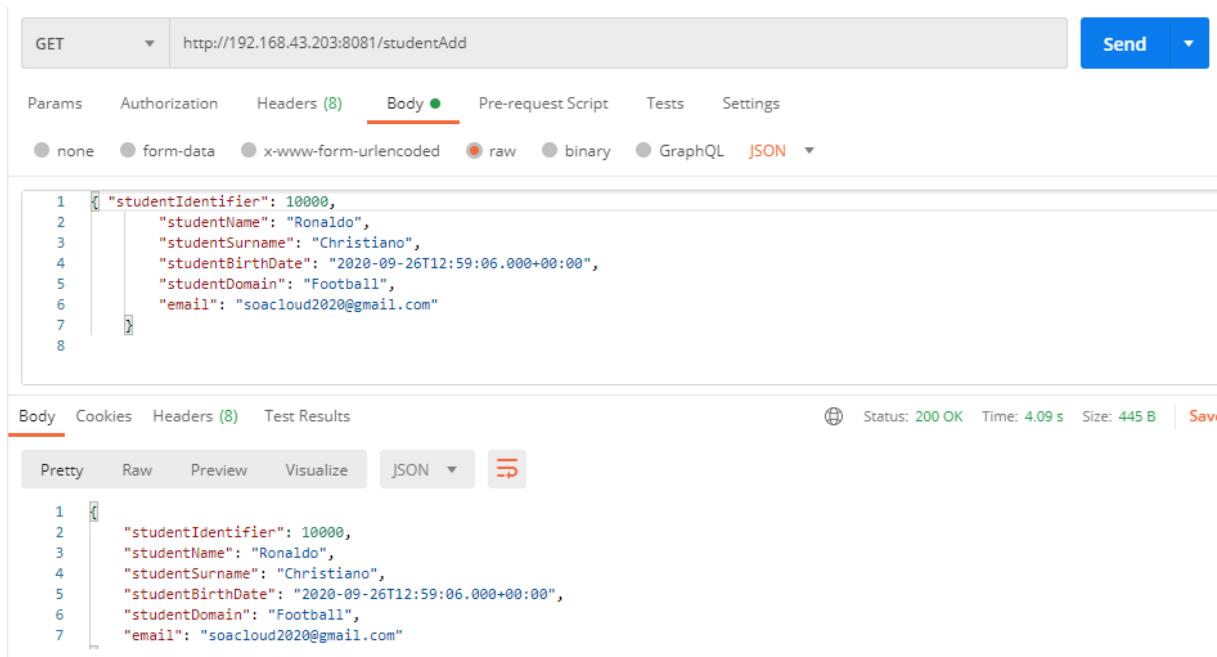 GET http://192.168.43.203:8081/studentAdd Send
Params Authorization Headers (8) Body Pre-request Script Tests Settings
none form-data x-www-form-urlencoded raw binary GraphQL JSON
1 { "studentIdentifier": 10000,
2 "studentName": "Ronaldo",
3 "studentSurname": "Christiano",
4 "studentBirthDate": "2020-09-26T12:59:06.000+00:00",
5 "studentDomain": "Football",
6 "email": "soacloud2020@gmail.com"
7 }
8
Body Cookies Headers (8) Test Results Status: 200 OK Time: 4.09 s Size: 445 B Save
Pretty Raw Preview Visualize JSON
1 {
2 "studentIdentifier": 10000,
3 "studentName": "Ronaldo",
4 "studentSurname": "Christiano",
5 "studentBirthDate": "2020-09-26T12:59:06.000+00:00",
6 "studentDomain": "Football",
7 "email": "soacloud2020@gmail.com"